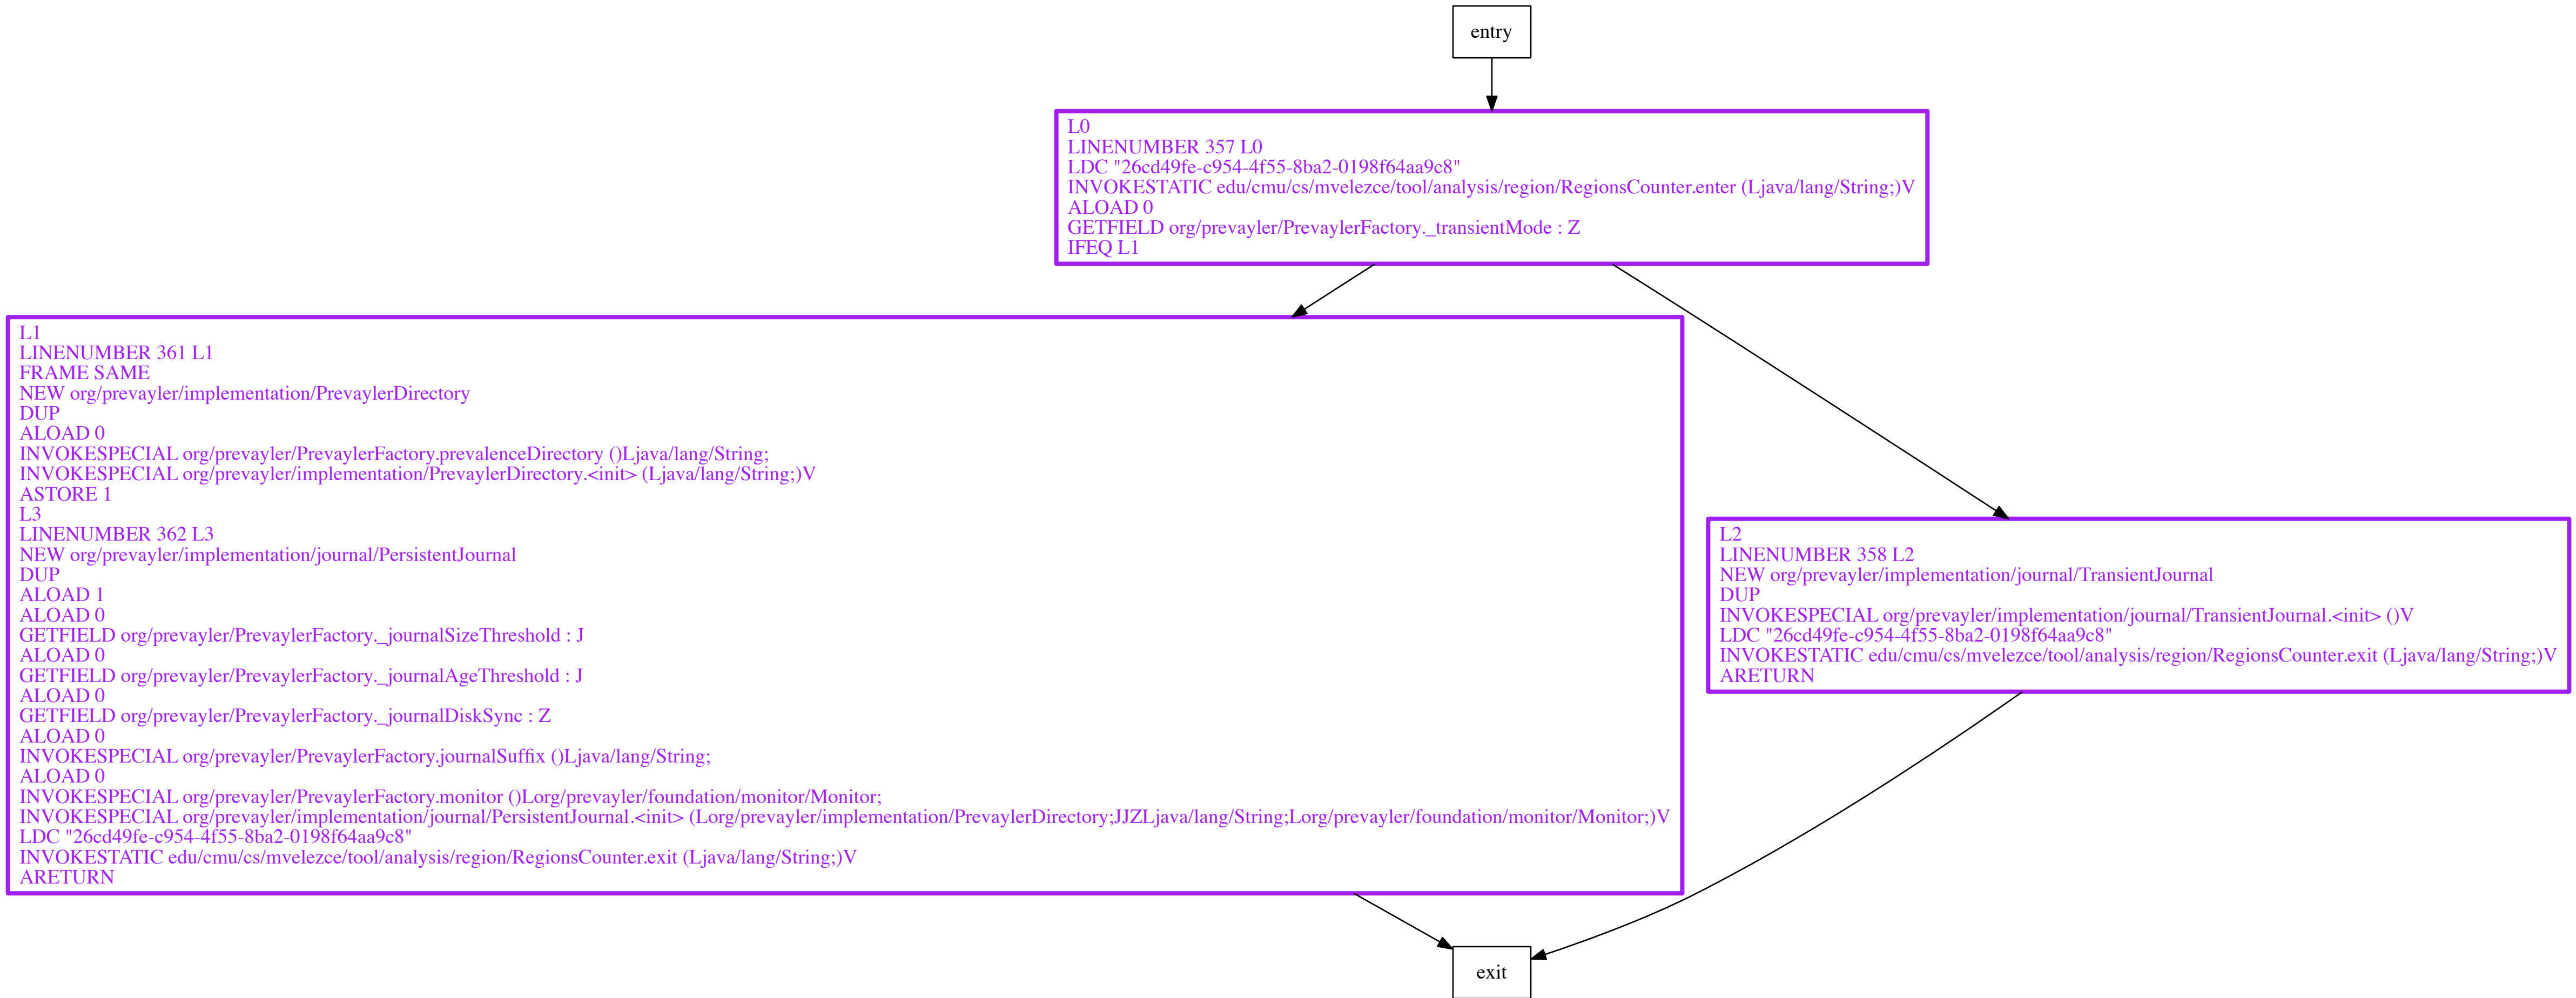 entry
L0
LINENUMBER 357 L0
LDC "26cd49fe-c954-4f55-8ba2-0198f64aa9c8"
INVOKESTATIC edu/cmu/cs/mvelezce/tool/analysis/region/RegionsCounter.enter (Ljava/lang/String;)V
ALOAD 0
GETFIELD org/prevayler/PrevaylerFactory._transientMode : Z
IFEQ L1
L1
LINENUMBER 361 L1
FRAME SAME
NEW org/prevayler/implementation/PrevaylerDirectory
DUP
ALOAD 0
INVOKESPECIAL org/prevayler/PrevaylerFactory.prevalenceDirectory ()Ljava/lang/String;
INVOKESPECIAL org/prevayler/implementation/PrevaylerDirectory.<init> (Ljava/lang/String;)V
ASTORE 1
L3
LINENUMBER 362 L3
NEW org/prevayler/implementation/journal/PersistentJournal
DUP
ALOAD 1
ALOAD 0
GETFIELD org/prevayler/PrevaylerFactory._journalSizeThreshold : J
ALOAD 0
GETFIELD org/prevayler/PrevaylerFactory._journalAgeThreshold : J
ALOAD 0
GETFIELD org/prevayler/PrevaylerFactory._journalDiskSync : Z
ALOAD 0
INVOKESPECIAL org/prevayler/PrevaylerFactory.journalSuffix ()Ljava/lang/String;
ALOAD 0
INVOKESPECIAL org/prevayler/PrevaylerFactory.monitor ()Lorg/prevayler/foundation/monitor/Monitor;
INVOKESPECIAL org/prevayler/implementation/journal/PersistentJournal.<init> (Lorg/prevayler/implementation/PrevaylerDirectory;JJZLjava/lang/String;Lorg/prevayler/foundation/monitor/Monitor;)V
LDC "26cd49fe-c954-4f55-8ba2-0198f64aa9c8"
INVOKESTATIC edu/cmu/cs/mvelezce/tool/analysis/region/RegionsCounter.exit (Ljava/lang/String;)V
ARETURN
L2
LINENUMBER 358 L2
NEW org/prevayler/implementation/journal/TransientJournal
DUP
INVOKESPECIAL org/prevayler/implementation/journal/TransientJournal.<init> ()V
LDC "26cd49fe-c954-4f55-8ba2-0198f64aa9c8"
INVOKESTATIC edu/cmu/cs/mvelezce/tool/analysis/region/RegionsCounter.exit (Ljava/lang/String;)V
ARETURN
exit